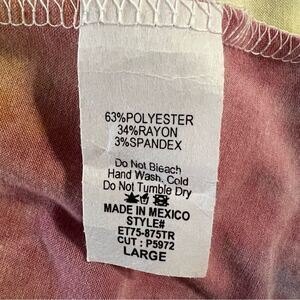 63%POLYESTER
34%RAYON
3%SPANDEX
Do Not Bleach
Hand Wash, Cold
Do Not Tumble Dry
MADE IN MEXICO
STYLE#
ET75-875TR
CUT : P5972
LARGE